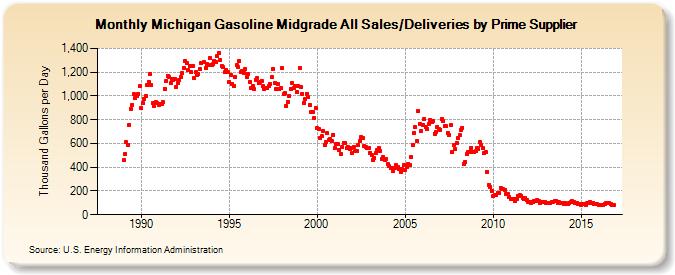 Monthly Michigan Gasoline Midgrade All Sales/Deliveries by Prime Supplier
Thousand Gallons per Day
1,400
1,200
1,000
800
600
400
200
0
1990 1995 2000 2005 2010 2015
Source: U.S. Energy Information Administration